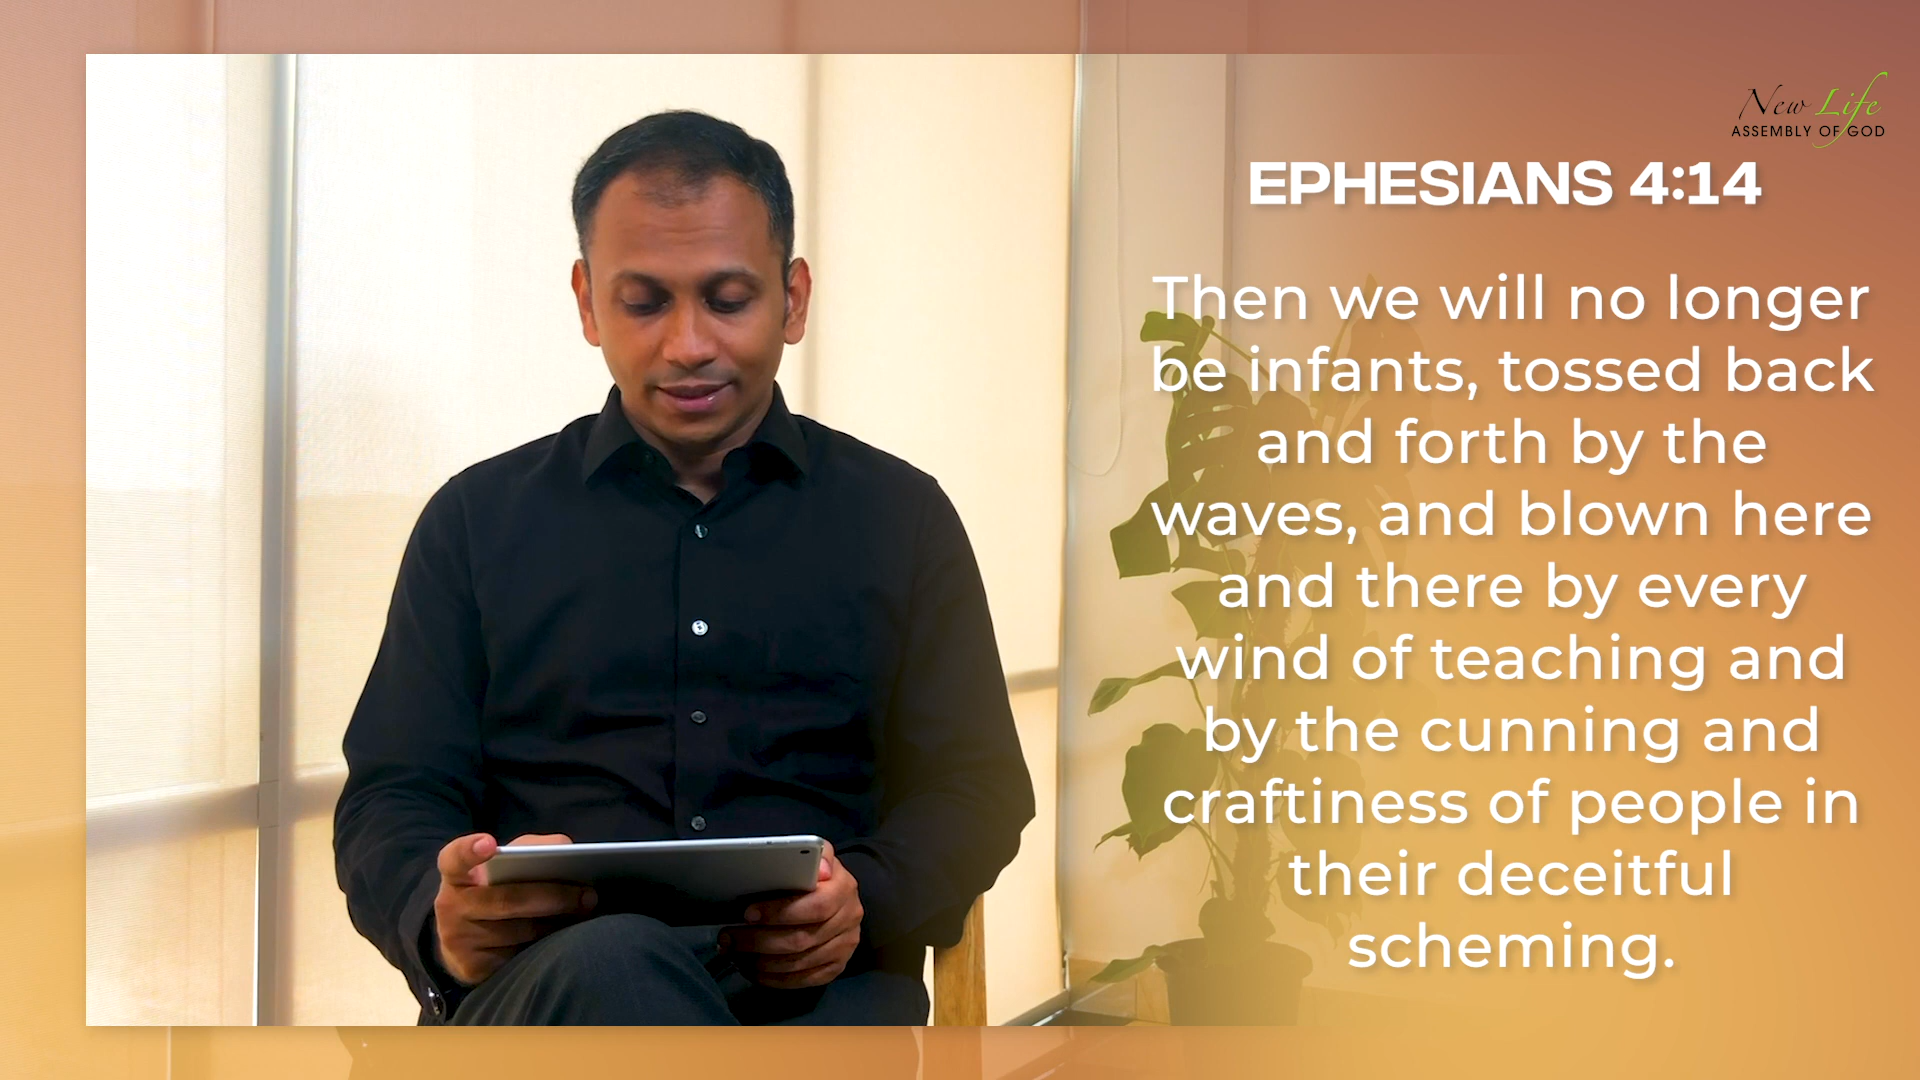 New Life
ASSEMBLY OF GOD
EPHESIANS 4:14
Then we will no longer
be infants, tossed back
and forth by the
waves, and blown here
and there by every
wind of teaching and
by the cunning and
craftiness of people in
their deceitful
scheming.